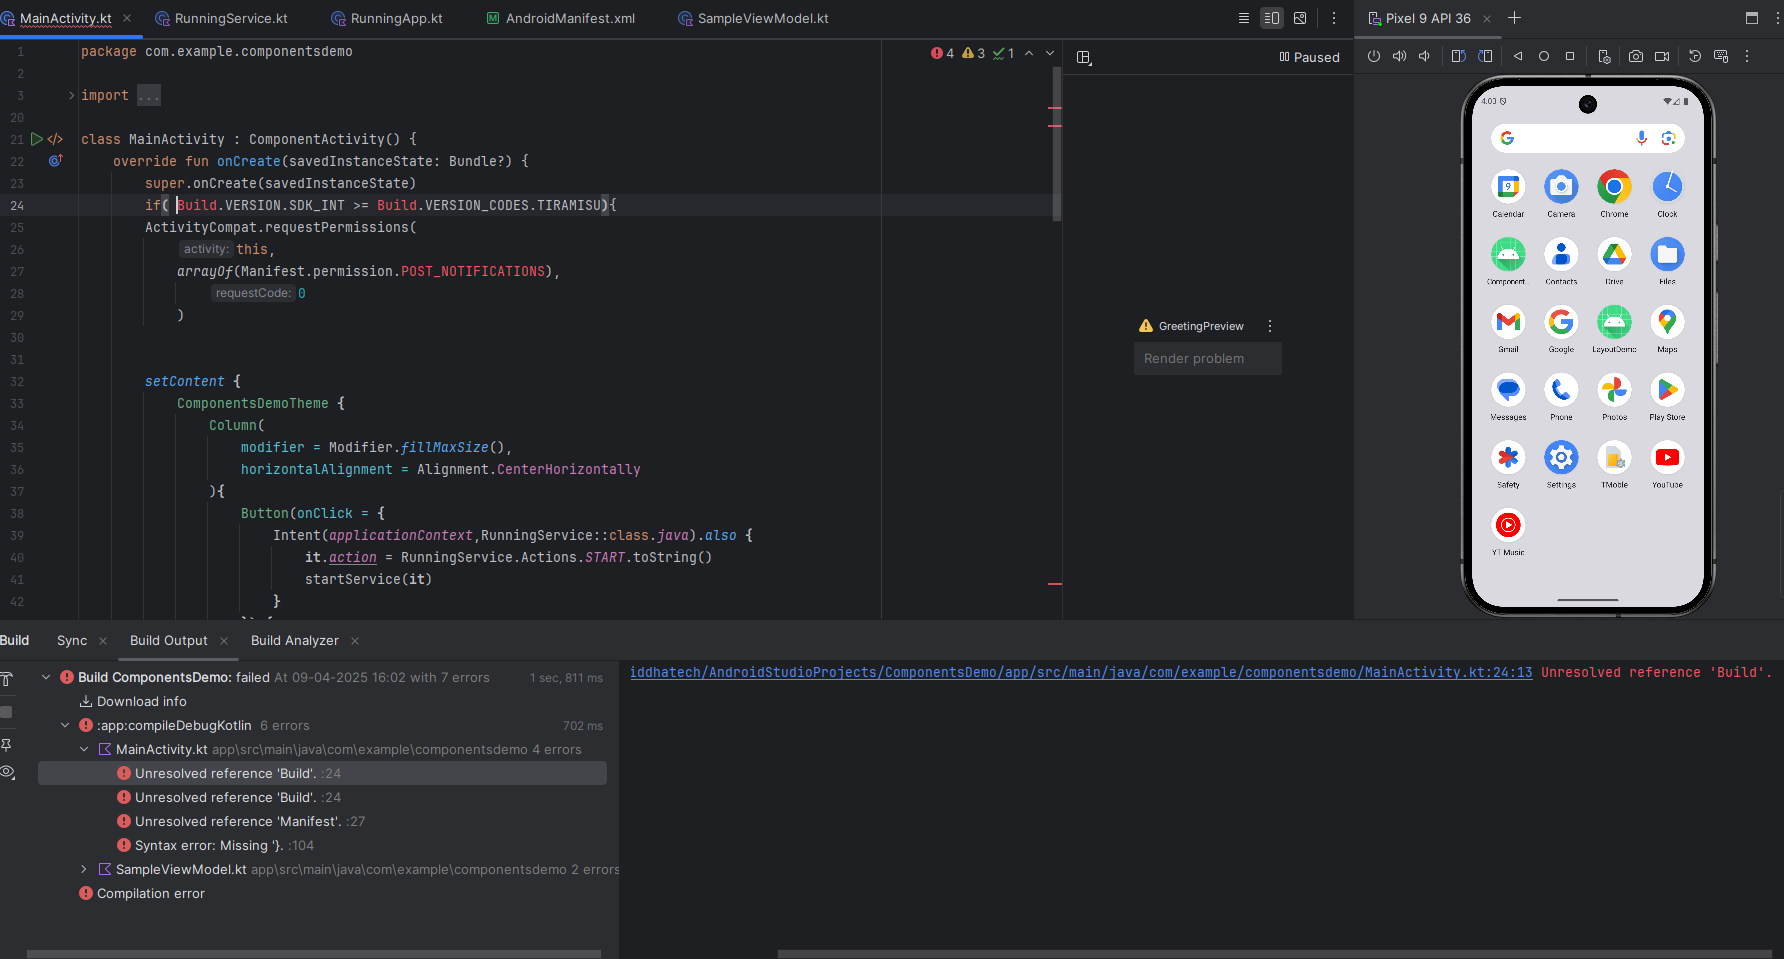 MainActivity.kt
RunningService.kt
RunningApp.kt
AndroidManifest.xml
SampleViewModel.kt
Pixel 9 API 36
1 package com.example.componentsdemo
4 3 1
Paused
2
3 import ...
20
21 class MainActivity : ComponentActivity() {
22 override fun onCreate(savedInstanceState: Bundle?) {
23 super.onCreate(savedInstanceState)
24 if( Build.VERSION.SDK_INT >= Build.VERSION_CODES.TIRAMISU){
25 ActivityCompat.requestPermissions(
26 activity: this,
27 arrayOf(Manifest.permission.POST_NOTIFICATIONS),
28 requestCode: 0
29 )
30
31
32 setContent {
33 ComponentsDemoTheme {
34 Column(
35 modifier = Modifier.fillMaxSize(),
36 horizontalAlignment = Alignment.CenterHorizontally
37 ){
38 Button(onClick = {
39 Intent(applicationContext,RunningService::class.java).also {
40 it.action = RunningService.Actions.START.toString()
41 startService(it)
42 }
GreetingPreview
Render problem
4:03
Calendar Camera Chrome Clock
Component.. Contacts Drive Files
Gmail Google LayoutDemo Maps
Messages Phone Photos Play Store
Safety Settings TMoble YouTube
YT Music
Build Sync Build Output Build Analyzer
Build ComponentsDemo: failed At 09-04-2025 16:02 with 7 errors 1 sec, 811 ms
Download info
:app:compileDebugKotlin 6 errors 702 ms
MainActivity.kt app\src\main\java\com\example\componentsdemo 4 errors
Unresolved reference 'Build'. :24
Unresolved reference 'Build'. :24
Unresolved reference 'Manifest'. :27
Syntax error: Missing '}. :104
SampleViewModel.kt app\src\main\java\com\example\componentsdemo 2 errors
Compilation error
iddhatech/AndroidStudioProjects/ComponentsDemo/app/src/main/java/com/example/componentsdemo/MainActivity.kt:24:13 Unresolved reference 'Build'.